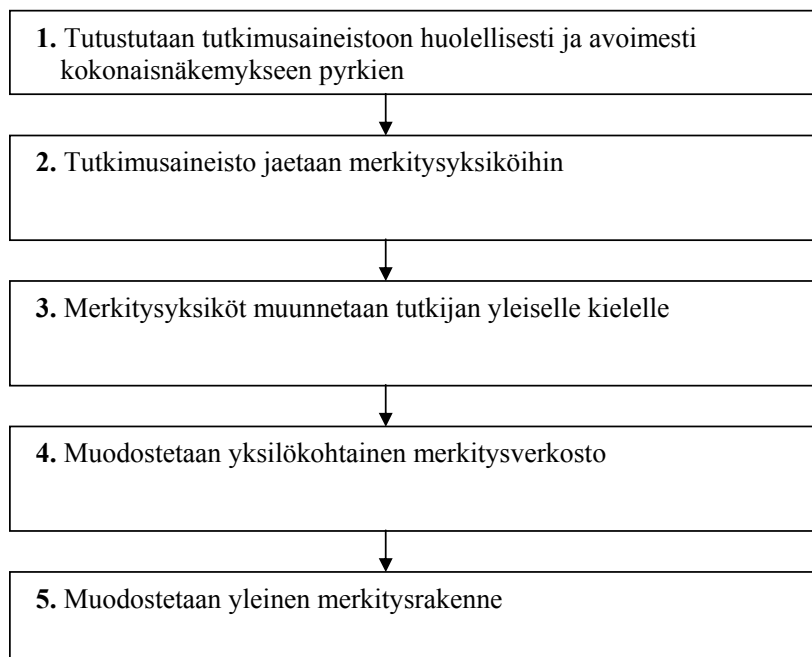 1. Tutustutaan tutkimusaineistoon huolellisesti ja avoimesti
kokonaisnäkemykseen pyrkien
2. Tutkimusaineisto jaetaan merkitysyksiköihin
3. Merkitysyksiköt muunnetaan tutkijan yleiselle kielelle
4. Muodostetaan yksilökohtainen merkitysverkosto
5. Muodostetaan yleinen merkitysrakenne